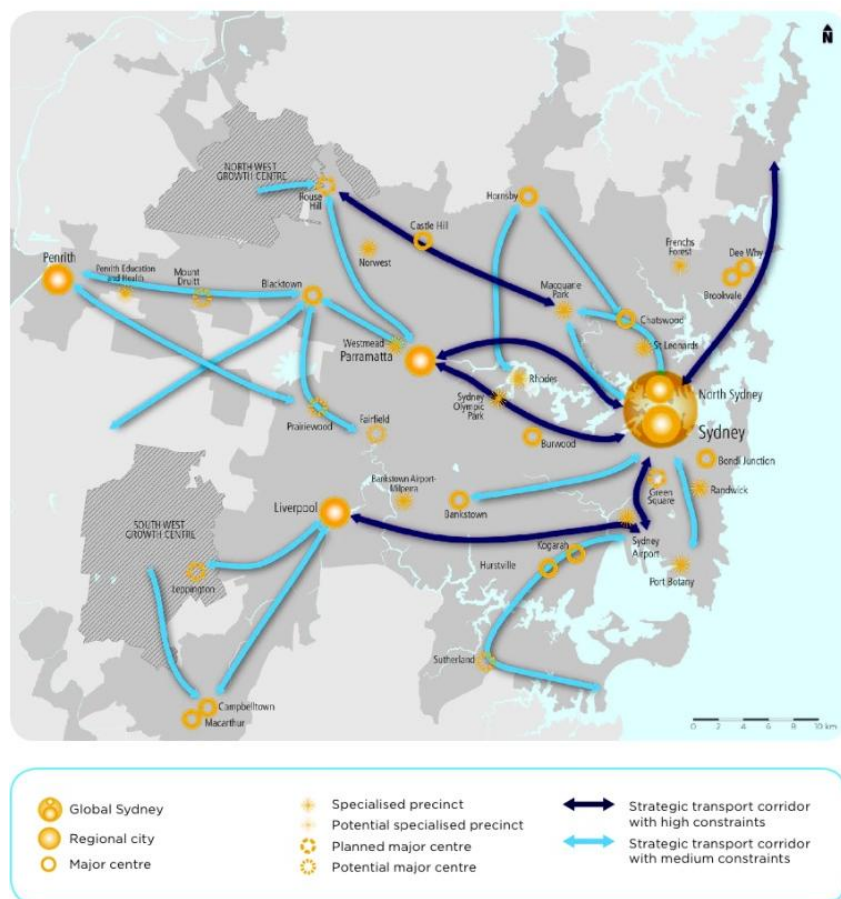 N
NORTH WEST
GROWTH CENTRE
Rouse
Hill
Hornsby
Castle Hill
Norwest
Frenchs
Forest
Dee Why
Brookvale
Penrith
Penrith Education
and Health
Mount
Druitt
Blacktown
Macquarie
Park
Chatswood
St Leonards
Westmead
Parramatta
Rhodes
Sydney
Olympic
Park
North Sydney
Sydney
Prairiewood
Fairfield
Burwood
Bondi Junction
Bankstown Airport-
Milperra
Bankstown
Green
Square
Randwick
Liverpool
SOUTH WEST
GROWTH CENTRE
Sydney
Airport
Kogarah
Hurstville
Port Botany
Leppington
Sutherland
Campbelltown
Macarthur
0 2 4 6 8 10 km
Global Sydney
Regional city
Major centre
Specialised precinct
Potential specialised precinct
Planned major centre
Potential major centre
Strategic transport corridor
with high constraints
Strategic transport corridor
with medium constraints